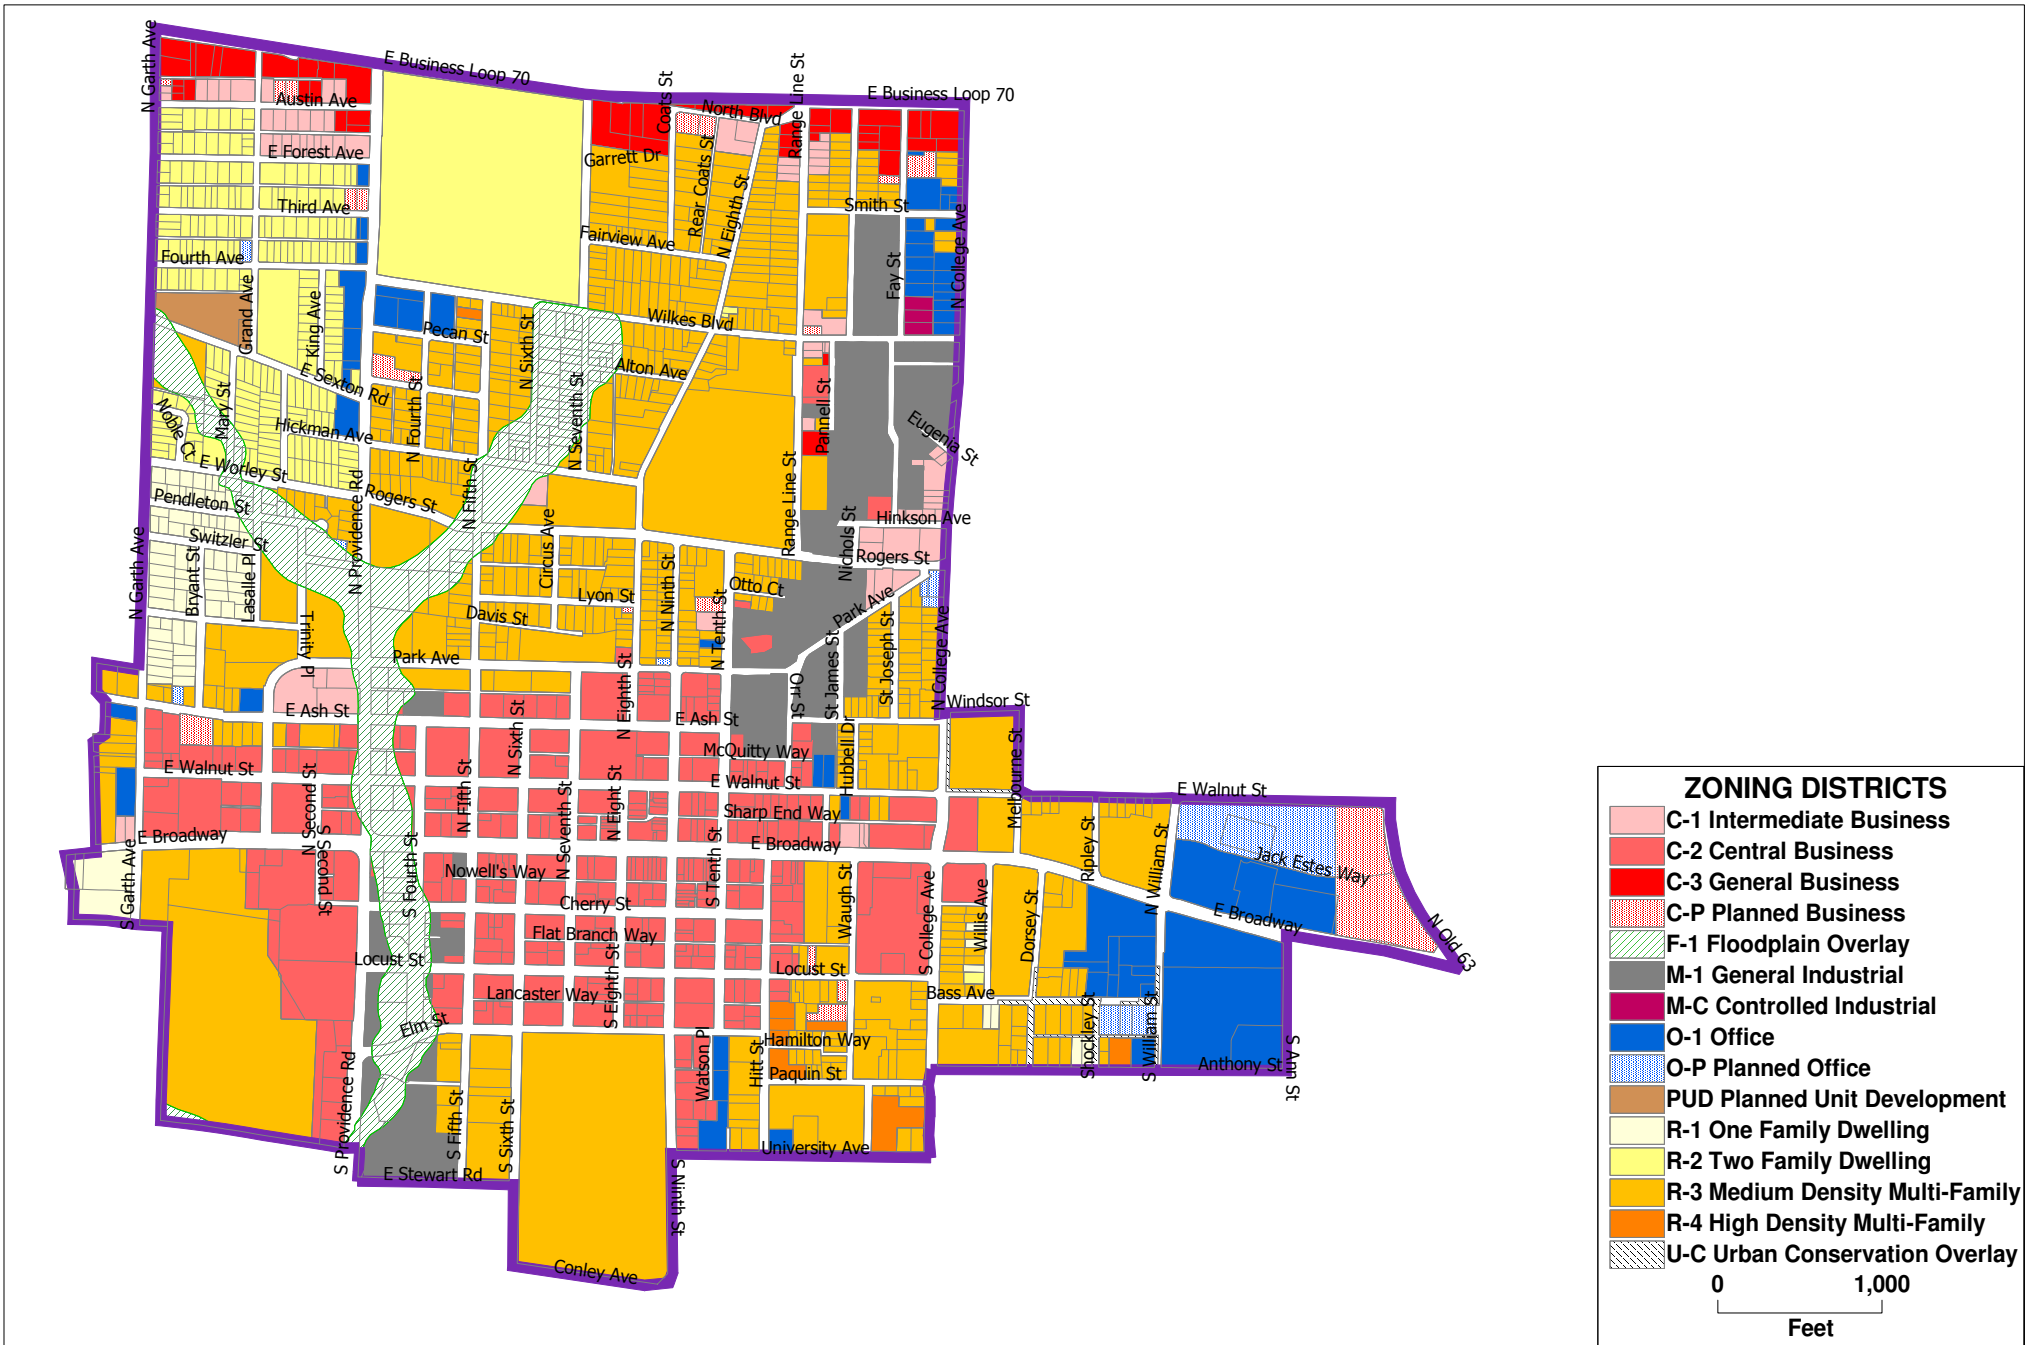 N Garth Ave
E Business Loop 70
Coats St
North Blvd
Range Line St
E Business Loop 70
Austin Ave
E Forest Ave
Garrett Dr
Rear Coats St
N Eighth St
Third Ave
Smith St
Fourth Ave
Fairview Ave
Fay St
N College Ave
Grand Ave
King Ave
Pecan St
N Sixth St
Wilkes Blvd
E Sexton Rd
N Fourth St
Alton Ave
N Seventh St
Pannell St
Mary St
Noble Ct
Hickman Ave
Eugenia St
E Worley St
Pendleton St
N Providence Rd
Rogers St
N Fifth St
Range Line St
Nichols St
Hinkson Ave
N Garth Ave
Switzler St
Bryant St
Lasalle Pl
Circus Ave
Rogers St
N Ninth St
Otto Ct
Lyon St
Davis St
N Tenth St
Park Ave
Trinity Pl
Park Ave
St James St
St Joseph St
N College Ave
Orr St
Windsor St
E Ash St
N Sixth St
N Eighth St
E Ash St
McQuitty Way
Hubbell Dr
Melbourne St
E Walnut St
N Second St
N FIfth St
N Seventh St
N Eight St
E Walnut St
E Walnut St
Sharp End Way
E Broadway
E Broadway
S Garth Ave
S Second St
S Fourth St
Nowell's Way
S Tenth St
Waugh St
S College Ave
Willis Ave
Dorsey St
Ripley St
N William St
Jack Estes Way
E Broadway
N Old 63
Cherry St
Flat Branch Way
Locust St
Locust St
Lancaster Way
S Eighth St
Bass Ave
Elm St
Hamilton Way
Watson Pl
Hitt St
Paquin St
Shockley St
S William St
Anthony St
S Ann St
S Providence Rd
S Fifth St
S Sixth St
University Ave
E Stewart Rd
S Ninth St
Conley Ave
ZONING DISTRICTS
C-1 Intermediate Business
C-2 Central Business
C-3 General Business
C-P Planned Business
F-1 Floodplain Overlay
M-1 General Industrial
M-C Controlled Industrial
O-1 Office
O-P Planned Office
PUD Planned Unit Development
R-1 One Family Dwelling
R-2 Two Family Dwelling
R-3 Medium Density Multi-Family
R-4 High Density Multi-Family
U-C Urban Conservation Overlay
0 1,000
Feet